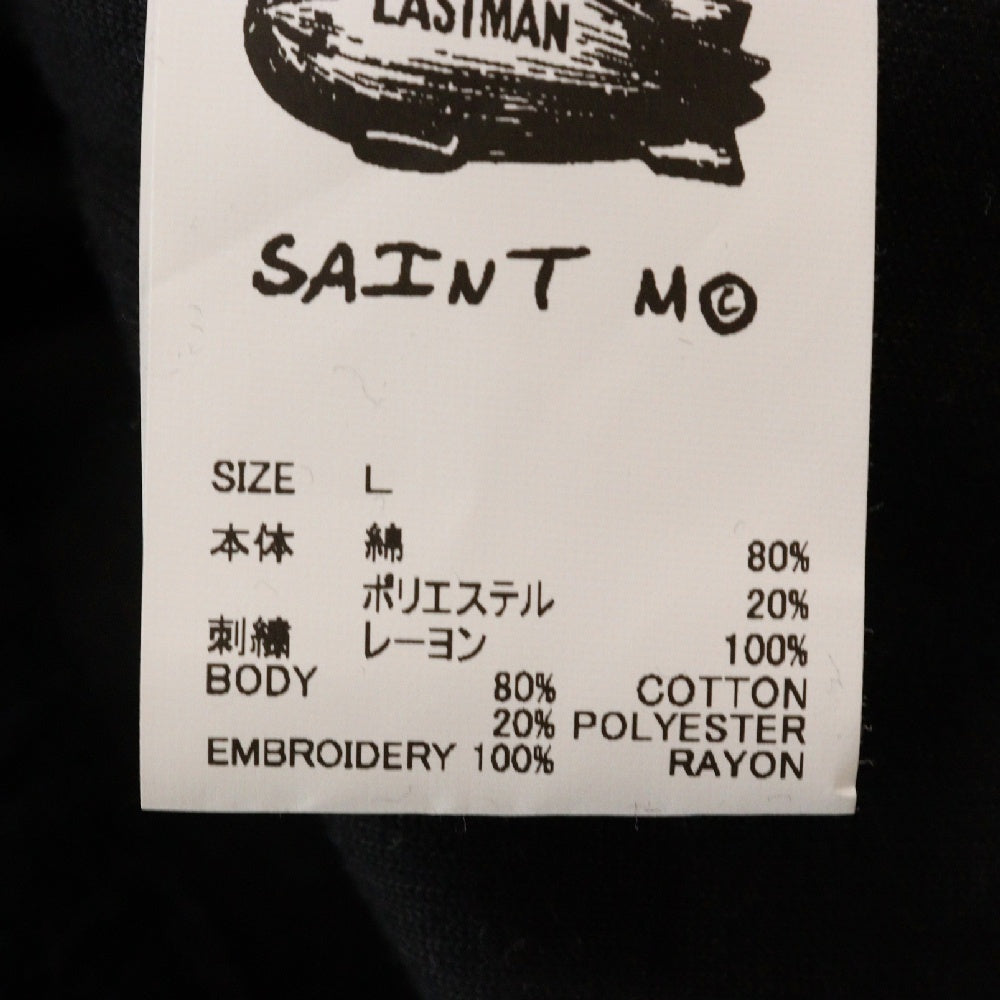 EASTMAN
SAINT M©
SIZE L
本体 綿 80%
ポリエステル 20%
刺繍 レーヨン 100%
BODY 80% COTTON
20% POLYESTER
EMBROIDERY 100% RAYON